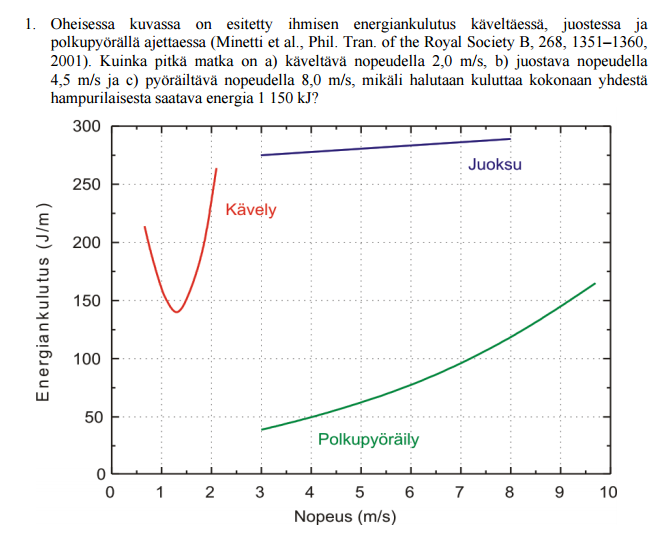 1. Oheisessa kuvassa on esitetty ihmisen energiankulutus käveltäessä, juostessa ja
polkupyörällä ajettaessa (Minetti et al., Phil. Tran. of the Royal Society B, 268, 1351–1360,
2001). Kuinka pitkä matka on a) käveltävä nopeudella 2,0 m/s, b) juostava nopeudella
4,5 m/s ja c) pyöräiltävä nopeudella 8,0 m/s, mikäli halutaan kuluttaa kokonaan yhdestä
hampurilaisesta saatava energia 1 150 kJ?
300
250
200
150
100
50
0
Energiankulutus (J/m)
Juoksu
Kävely
Polkupyöräily
0 1 2 3 4 5 6 7 8 9 10
Nopeus (m/s)